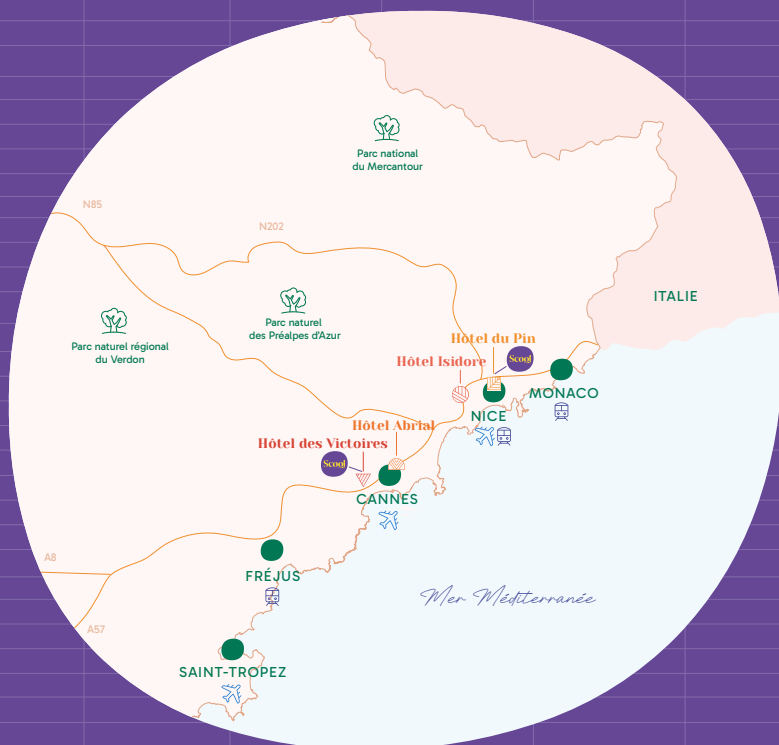 Parc national
du Mercantour
N85
N202
ITALIE
Parc naturel
des Préalpes d'Azur
Parc naturel régional
du Verdon
Hôtel du Pin
Scool
Hôtel Isidore
MONACO
NICE
Hôtel Abrial
Hôtel des Victoires
Scool
CANNES
A8
FRÉJUS
Mer Méditerranée
A57
SAINT-TROPEZ